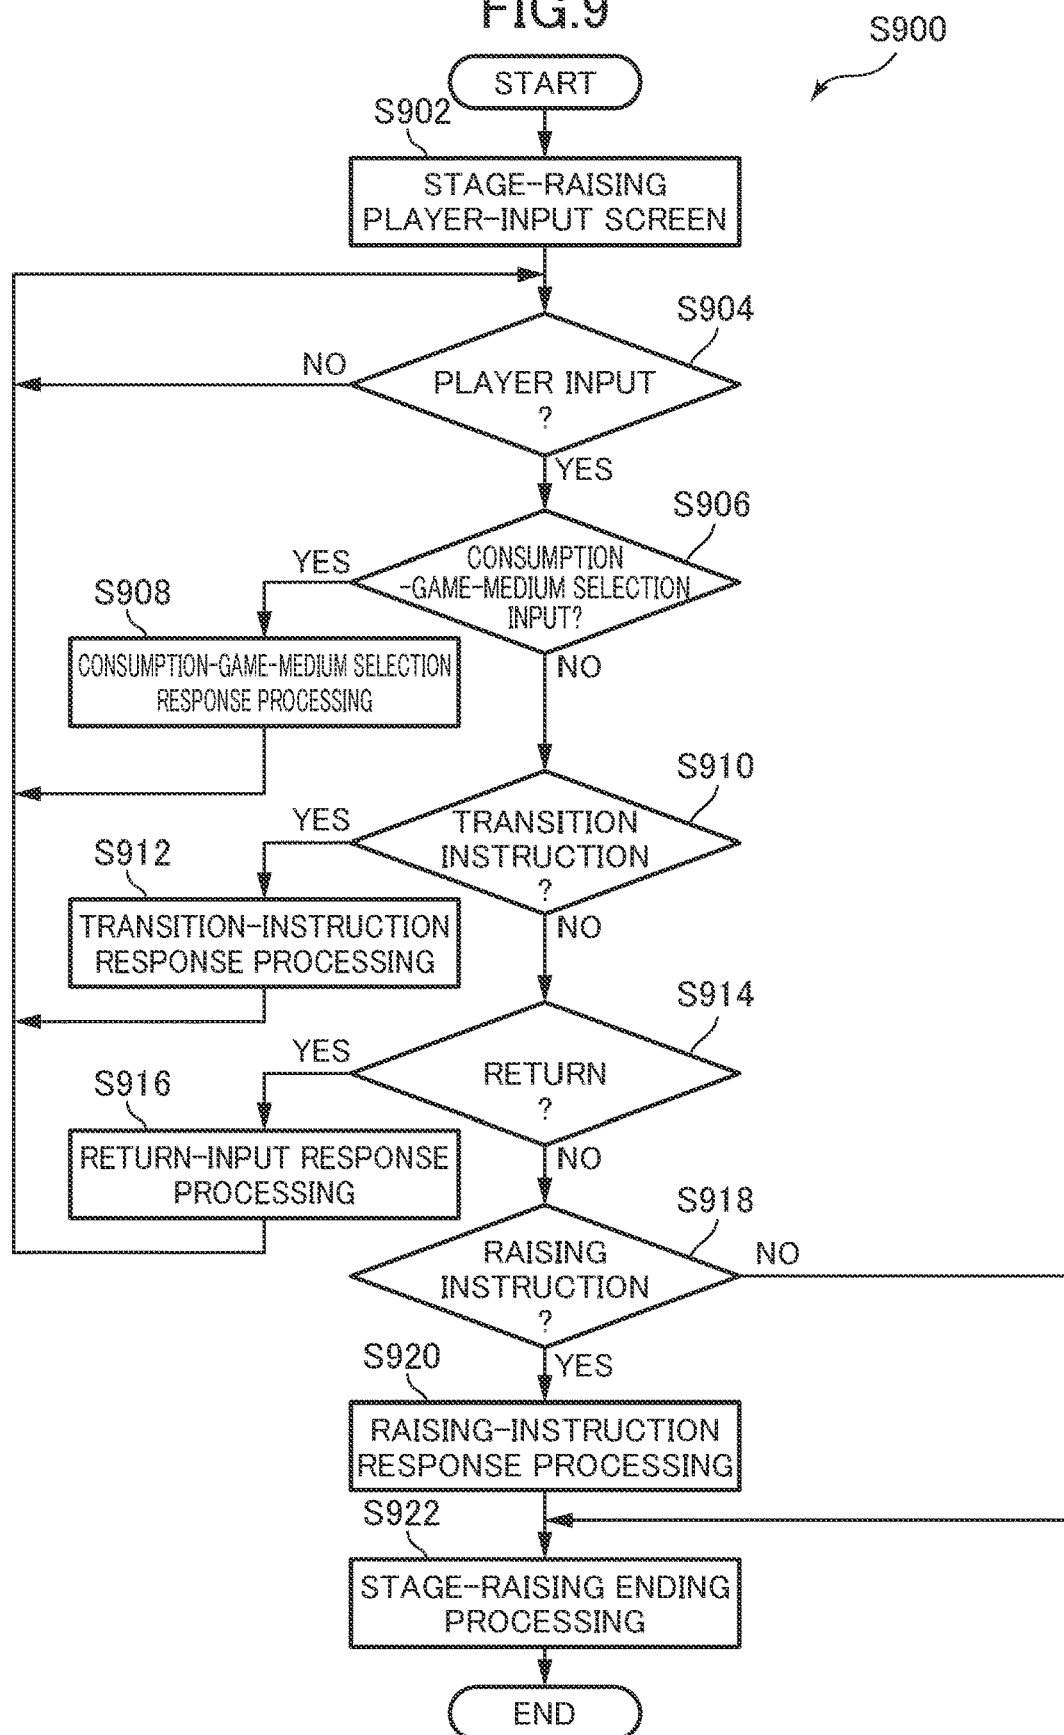 FIG.9
S900
START
S902
STAGE-RAISING
PLAYER-INPUT SCREEN
S904
NO
PLAYER INPUT
?
YES
S906
YES
CONSUMPTION
-GAME-MEDIUM SELECTION
INPUT?
S908
NO
CONSUMPTION-GAME-MEDIUM SELECTION
RESPONSE PROCESSING
S910
YES
TRANSITION
INSTRUCTION
?
S912
NO
TRANSITION-INSTRUCTION
RESPONSE PROCESSING
S914
YES
RETURN
?
S916
NO
RETURN-INPUT RESPONSE
PROCESSING
S918
NO
RAISING
INSTRUCTION
?
YES
S920
RAISING-INSTRUCTION
RESPONSE PROCESSING
S922
STAGE-RAISING ENDING
PROCESSING
END